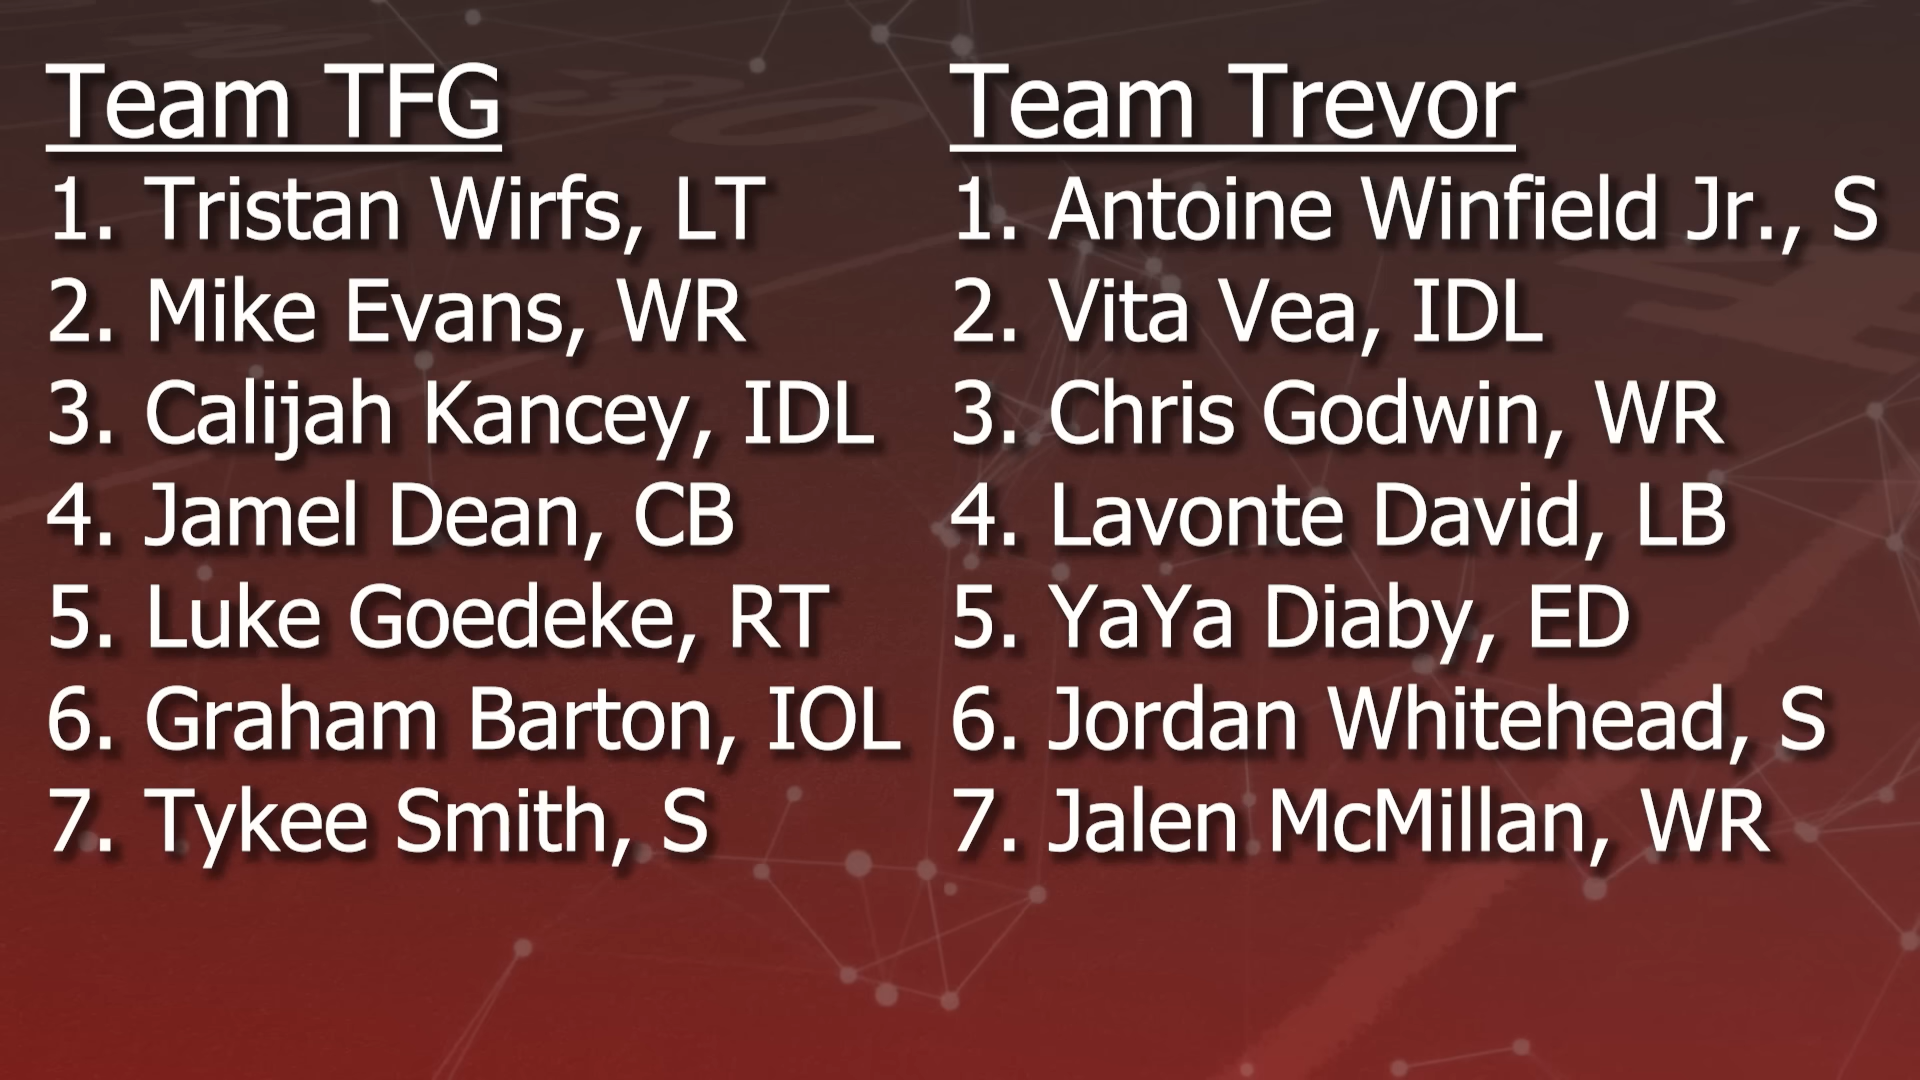 Team TFG
1. Tristan Wirfs, LT
2. Mike Evans, WR
3. Calijah Kancey, IDL
4. Jamel Dean, CB
5. Luke Goedeke, RT
6. Graham Barton, IOL
7. Tykee Smith, S
Team Trevor
1. Antoine Winfield Jr., S
2. Vita Vea, IDL
3. Chris Godwin, WR
4. Lavonte David, LB
5. YaYa Diaby, ED
6. Jordan Whitehead, S
7. Jalen McMillan, WR